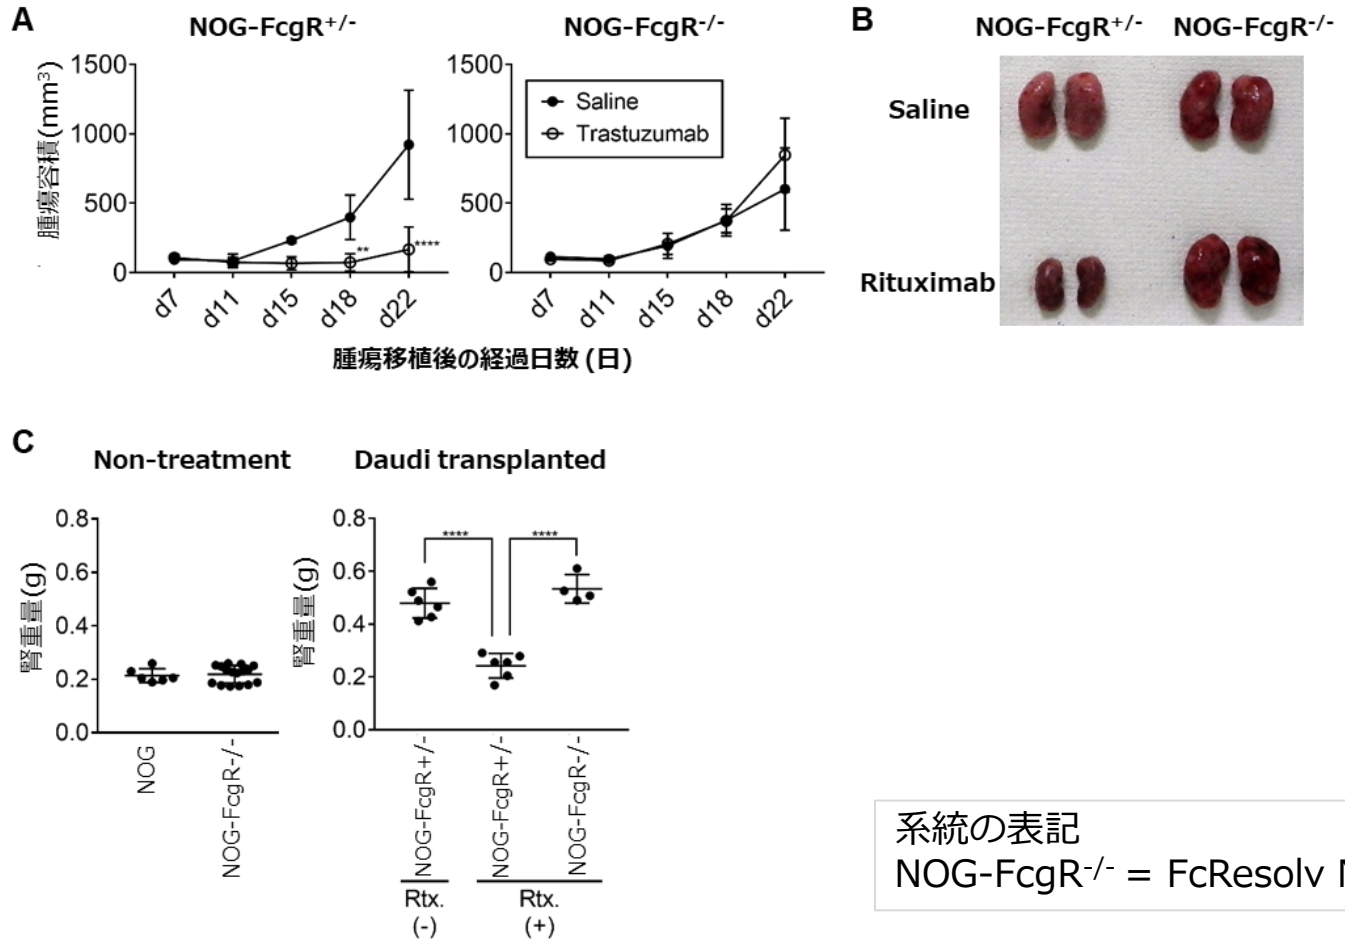 A
NOG-FcgR+/-
NOG-FcgR-/-
腫瘍容積(mm3)
1500
1000
500
0
d7
d11
d15
d18
d22
**
****
1500
1000
500
0
Saline
Trastuzumab
d7
d11
d15
d18
d22
腫瘍移植後の経過日数 (日)
B
NOG-FcgR+/-
NOG-FcgR-/-
Saline
Rituximab
C
Non-treatment
腎重量(g)
0.8
0.6
0.4
0.2
0.0
NOG
NOG-FcgR-/-
Daudi transplanted
腎重量(g)
0.8
0.6
0.4
0.2
0.0
****
****
NOG-FcgR+/-
NOG-FcgR+/-
NOG-FcgR-/-
Rtx.
(-)
Rtx.
(+)
系統の表記
NOG-FcgR-/- = FcResolv